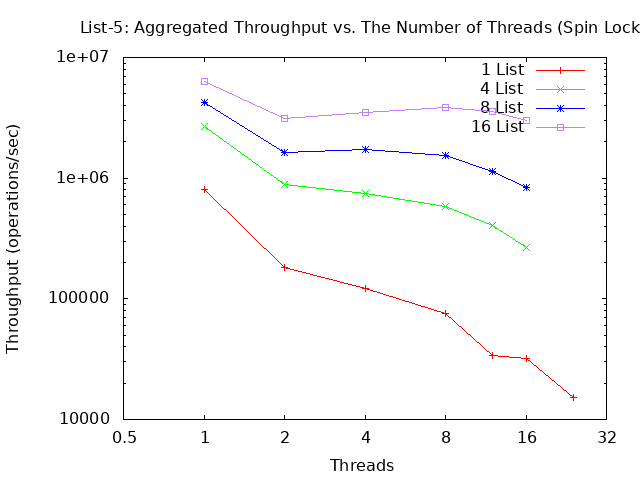 List-5: Aggregated Throughput vs. The Number of Threads (Spin Lock
1e+07
1 List
4 List
8 List
16 List
1e+06
100000
10000
Throughput (operations/sec)
0.5 1 2 4 8 16 32
Threads